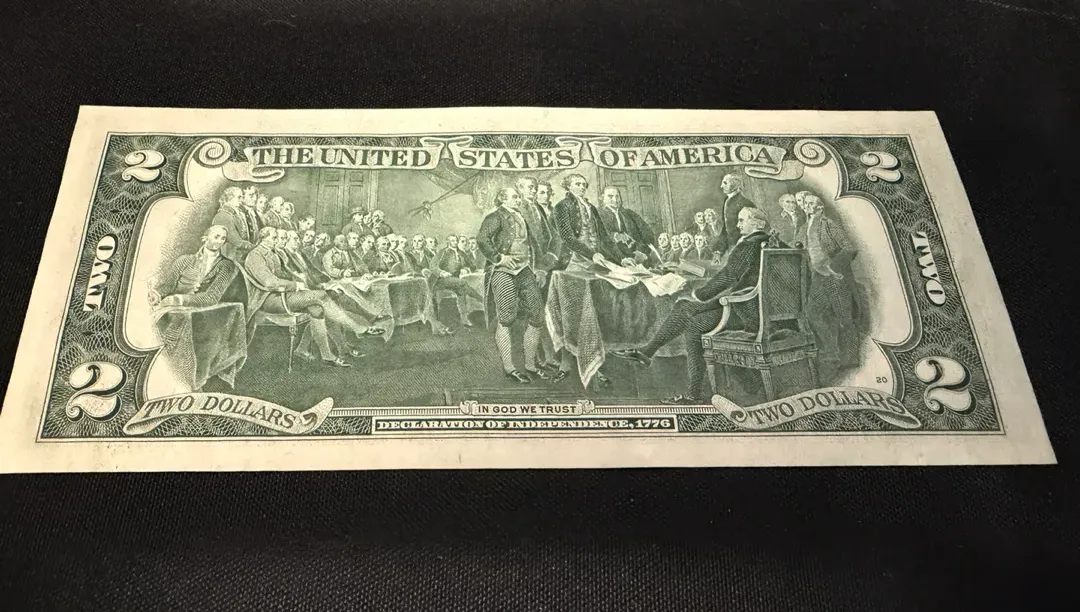 2 THE UNITED STATES OF AMERICA 2
TWO
TWO
20
2 TWO DOLLARS
IN GOD WE TRUST
TWO DOLLARS 2
DECLARATION OF INDEPENDENCE, 1776